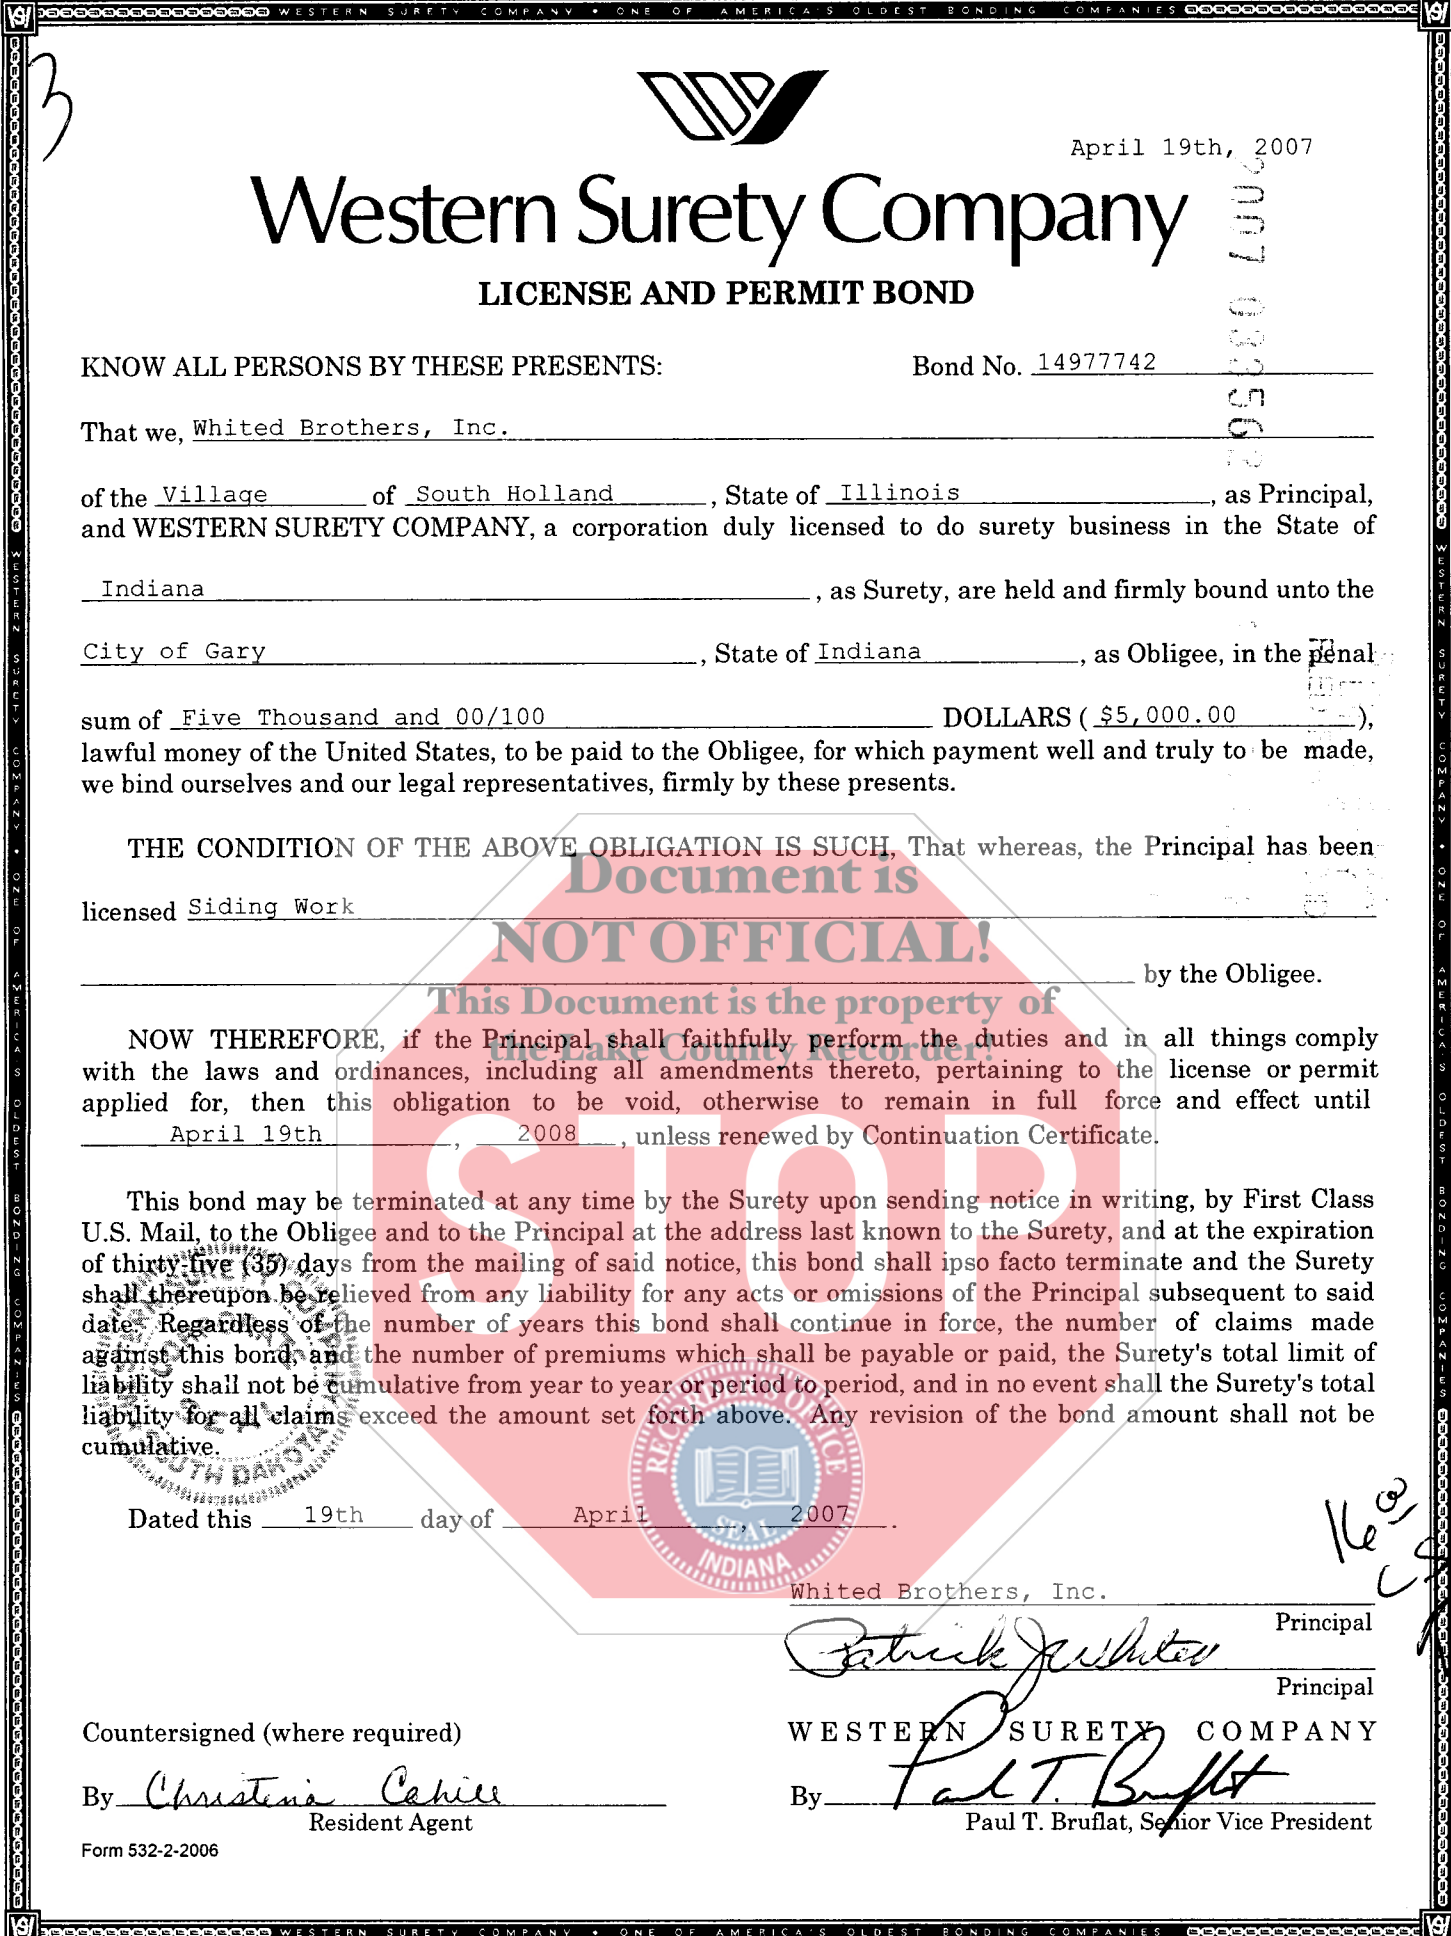 WESTERN SURETY COMPANY • ONE OF AMERICA'S OLDEST BONDING COMPANIES
3
April 19th, 2007
Western Surety Company
LICENSE AND PERMIT BOND
2007 033562
KNOW ALL PERSONS BY THESE PRESENTS: Bond No. 14977742
That we, Whited Brothers, Inc.
of the Village of South Holland, State of Illinois, as Principal,
and WESTERN SURETY COMPANY, a corporation duly licensed to do surety business in the State of
Indiana, as Surety, are held and firmly bound unto the
City of Gary, State of Indiana, as Obligee, in the penal
sum of Five Thousand and 00/100 DOLLARS ( $5,000.00 ),
lawful money of the United States, to be paid to the Obligee, for which payment well and truly to be made,
we bind ourselves and our legal representatives, firmly by these presents.
THE CONDITION OF THE ABOVE OBLIGATION IS SUCH, That whereas, the Principal has been
Document is
licensed Siding Work
NOT OFFICIAL!
by the Obligee.
This Document is the property of
the Lake County Recorder!
NOW THEREFORE, if the Principal shall faithfully perform the duties and in all things comply
with the laws and ordinances, including all amendments thereto, pertaining to the license or permit
applied for, then this obligation to be void, otherwise to remain in full force and effect until
April 19th, 2008, unless renewed by Continuation Certificate.
STOP
This bond may be terminated at any time by the Surety upon sending notice in writing, by First Class
U.S. Mail, to the Obligee and to the Principal at the address last known to the Surety, and at the expiration
of thirty-five (35) days from the mailing of said notice, this bond shall ipso facto terminate and the Surety
shall thereupon be relieved from any liability for any acts or omissions of the Principal subsequent to said
date. Regardless of the number of years this bond shall continue in force, the number of claims made
against this bond, and the number of premiums which shall be payable or paid, the Surety's total limit of
liability shall not be cumulative from year to year or period to period, and in no event shall the Surety's total
liability for all claims exceed the amount set forth above. Any revision of the bond amount shall not be
cumulative.
SOUTH DAKOTA
RECORDER'S OFFICE
SEAL
INDIANA
Dated this 19th day of April, 2007.
Whited Brothers, Inc.
Principal
Patrick J Whited
Principal
Countersigned (where required) WESTERN SURETY COMPANY
By Christina Cahill By Paul T. Bruflat
Resident Agent Paul T. Bruflat, Senior Vice President
Form 532-2-2006
WESTERN SURETY COMPANY • ONE OF AMERICA'S OLDEST BONDING COMPANIES